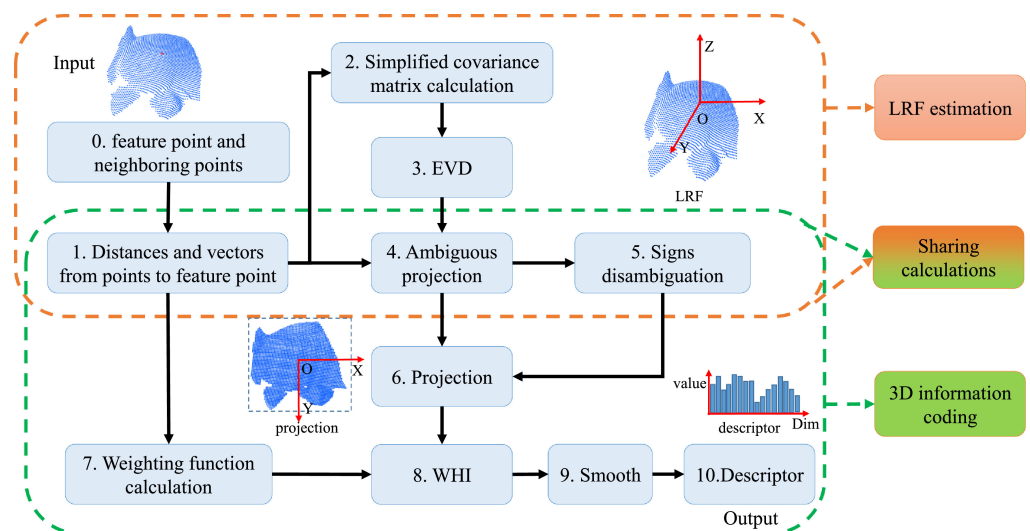 Input
0. feature point and
neighboring points
2. Simplified covariance
matrix calculation
3. EVD
Z
O
X
Y
LRF
LRF estimation
1. Distances and vectors
from points to feature point
4. Ambiguous
projection
5. Signs
disambiguation
Sharing
calculations
O
X
Y
projection
6. Projection
value
descriptor
Dim
3D information
coding
7. Weighting function
calculation
8. WHI
9. Smooth
10.Descriptor
Output